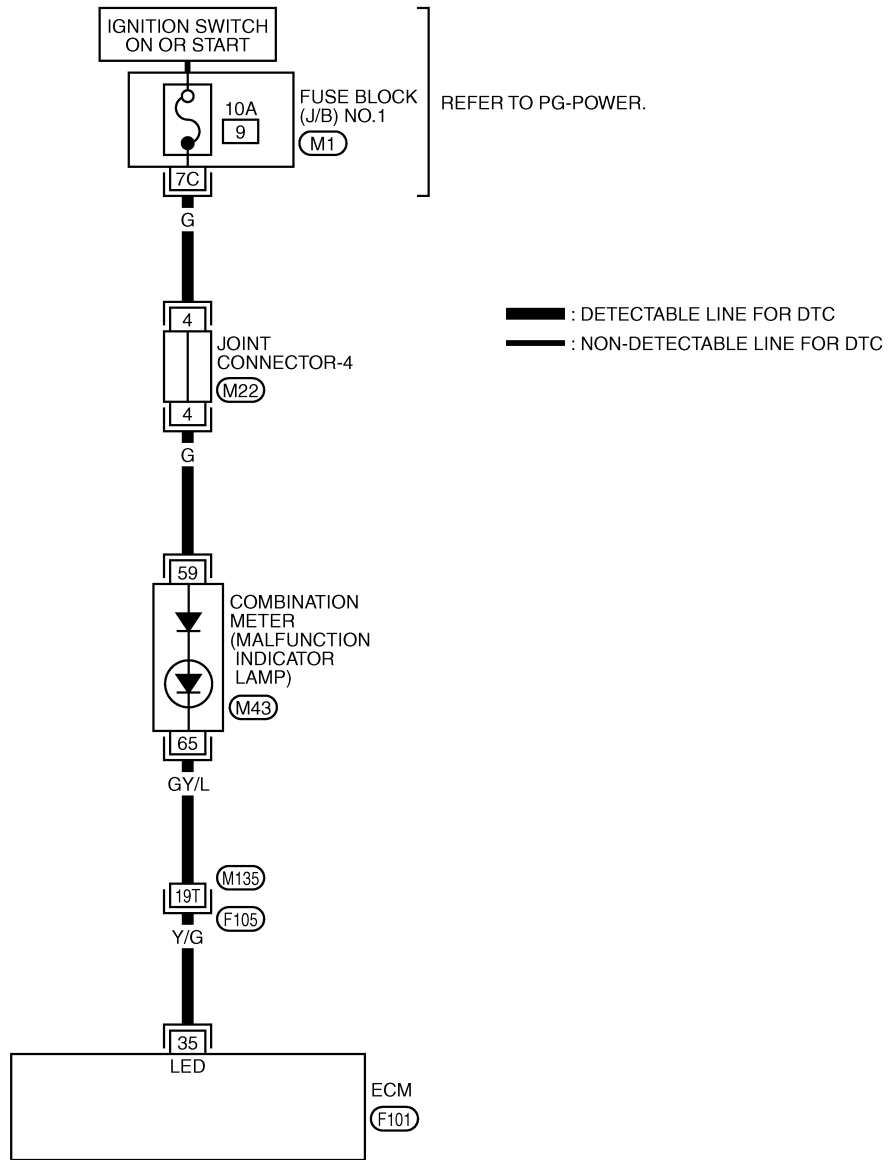 IGNITION SWITCH
ON OR START
10A
9
FUSE BLOCK
(J/B) NO.1
M1
REFER TO PG-POWER.
7C
G
4
JOINT
CONNECTOR-4
M22
4
: DETECTABLE LINE FOR DTC
: NON-DETECTABLE LINE FOR DTC
G
59
COMBINATION
METER
(MALFUNCTION
INDICATOR
LAMP)
M43
65
GY/L
M135
19T
F105
Y/G
35
LED
ECM
F101